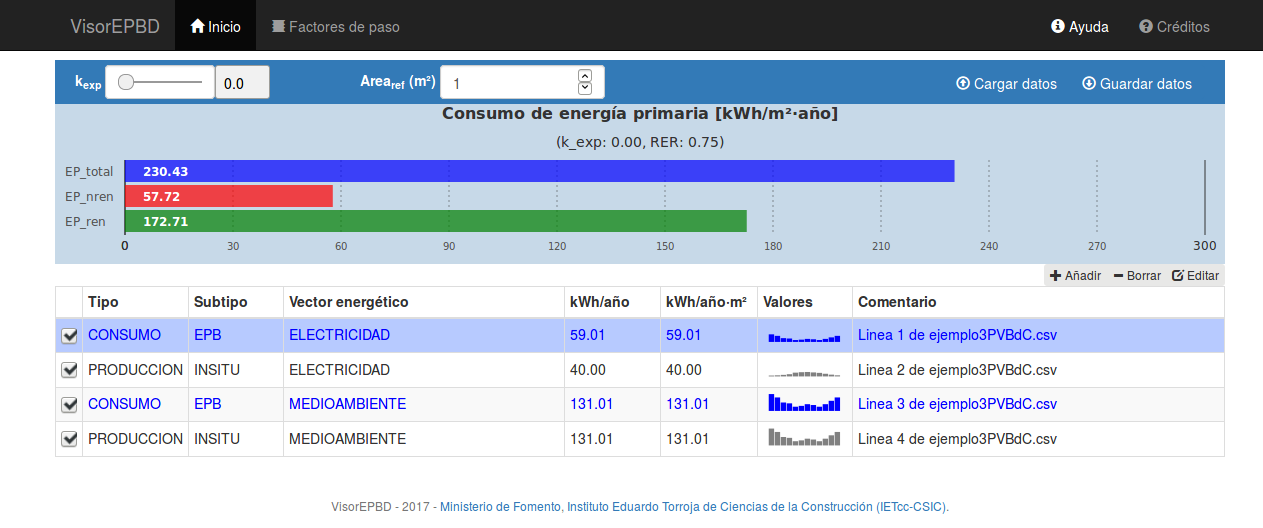 VisorEPBD Inicio Factores de paso Ayuda Créditos
kexp 0.0 Arearef (m²) 1 Cargar datos Guardar datos
Consumo de energía primaria [kWh/m²·año]
(k_exp: 0.00, RER: 0.75)
EP_total 230.43
EP_nren 57.72
EP_ren 172.71
0 30 60 90 120 150 180 210 240 270 300
Añadir Borrar Editar
Tipo Subtipo Vector energético kWh/año kWh/año·m² Valores Comentario
CONSUMO EPB ELECTRICIDAD 59.01 59.01 Linea 1 de ejemplo3PVBdC.csv
PRODUCCION INSITU ELECTRICIDAD 40.00 40.00 Linea 2 de ejemplo3PVBdC.csv
CONSUMO EPB MEDIOAMBIENTE 131.01 131.01 Linea 3 de ejemplo3PVBdC.csv
PRODUCCION INSITU MEDIOAMBIENTE 131.01 131.01 Linea 4 de ejemplo3PVBdC.csv
VisorEPBD - 2017 - Ministerio de Fomento, Instituto Eduardo Torroja de Ciencias de la Construcción (IETcc-CSIC).